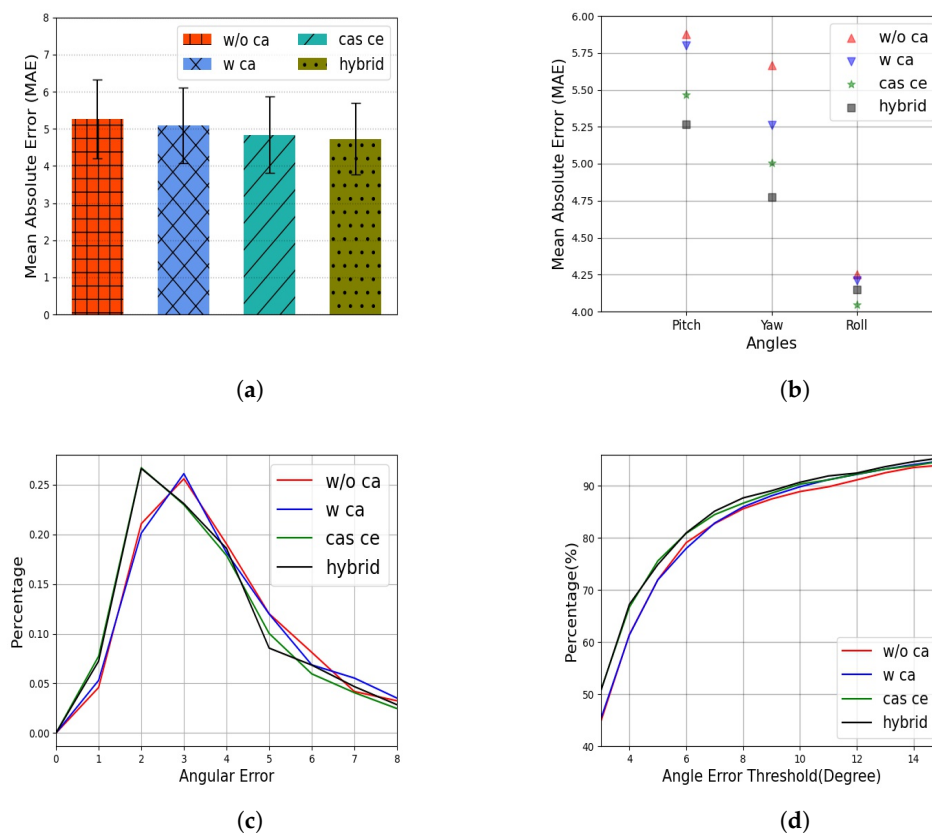 8
7
6
5
4
3
2
1
0
Mean Absolute Error (MAE)
w/o ca
w ca
cas ce
hybrid
(a)
6.00
5.75
5.50
5.25
5.00
4.75
4.50
4.25
4.00
Mean Absolute Error (MAE)
w/o ca
w ca
cas ce
hybrid
Pitch Yaw Roll
Angles
(b)
0.25
0.20
0.15
0.10
0.05
0.00
Percentage
w/o ca
w ca
cas ce
hybrid
0 1 2 3 4 5 6 7 8
Angular Error
(c)
90
80
70
60
50
40
Percentage(%)
w/o ca
w ca
cas ce
hybrid
4 6 8 10 12 14
Angle Error Threshold(Degree)
(d)